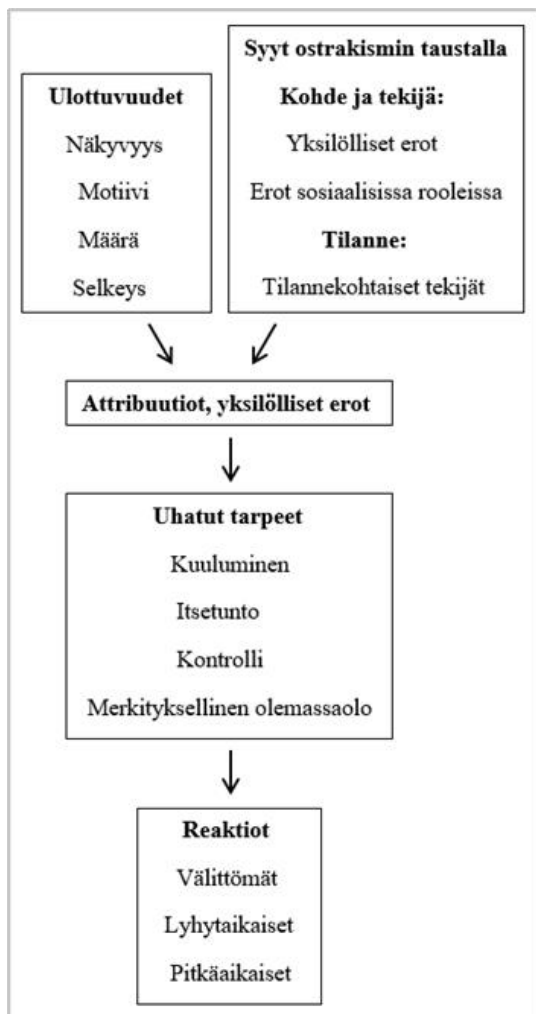 Ulottuvuudet
Näkyvyys
Motiivi
Määrä
Selkeys
Syyt ostrakismin taustalla
Kohde ja tekijä:
Yksilölliset erot
Erot sosiaalisissa rooleissa
Tilanne:
Tilannekohtaiset tekijät
Attribuutiot, yksilölliset erot
Uhatut tarpeet
Kuuluminen
Itsetunto
Kontrolli
Merkityksellinen olemassaolo
Reaktiot
Välittömät
Lyhytaikaiset
Pitkäaikaiset